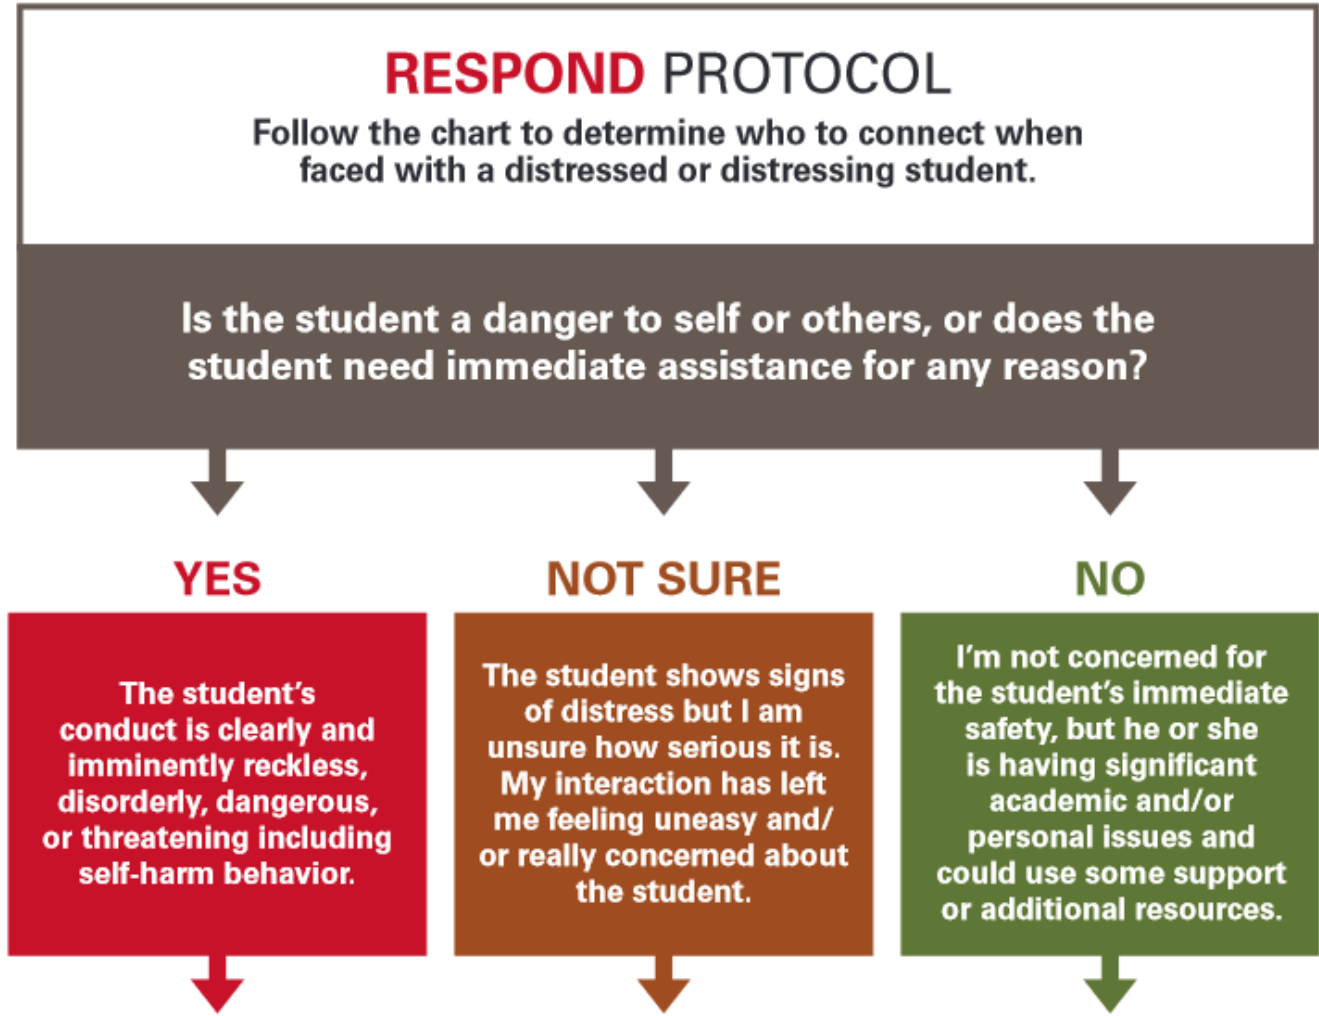 RESPOND PROTOCOL
Follow the chart to determine who to connect when
faced with a distressed or distressing student.
Is the student a danger to self or others, or does the
student need immediate assistance for any reason?
YES
The student’s
conduct is clearly and
imminently reckless,
disorderly, dangerous,
or threatening including
self-harm behavior.
NOT SURE
The student shows signs
of distress but I am
unsure how serious it is.
My interaction has left
me feeling uneasy and/
or really concerned about
the student.
NO
I’m not concerned for
the student’s immediate
safety, but he or she
is having significant
academic and/or
personal issues and
could use some support
or additional resources.